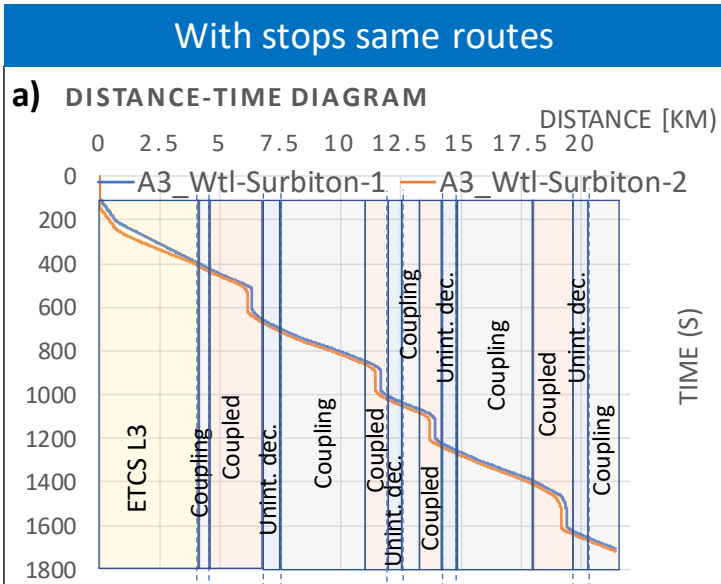 With stops same routes
a) DISTANCE-TIME DIAGRAM
DISTANCE [KM]
0 2.5 5 7.5 10 12.5 15 17.5 20
A3_Wtl-Surbiton-1 A3_Wtl-Surbiton-2
0
200
400
600
800
1000
1200
1400
1600
1800
TIME (S)
ETCS L3
Coupling
Coupled
Unint. dec.
Coupling
Coupled
Unint. dec.
Coupling
Coupled
Unint. dec.
Coupling
Coupled
Unint. dec.
Coupling